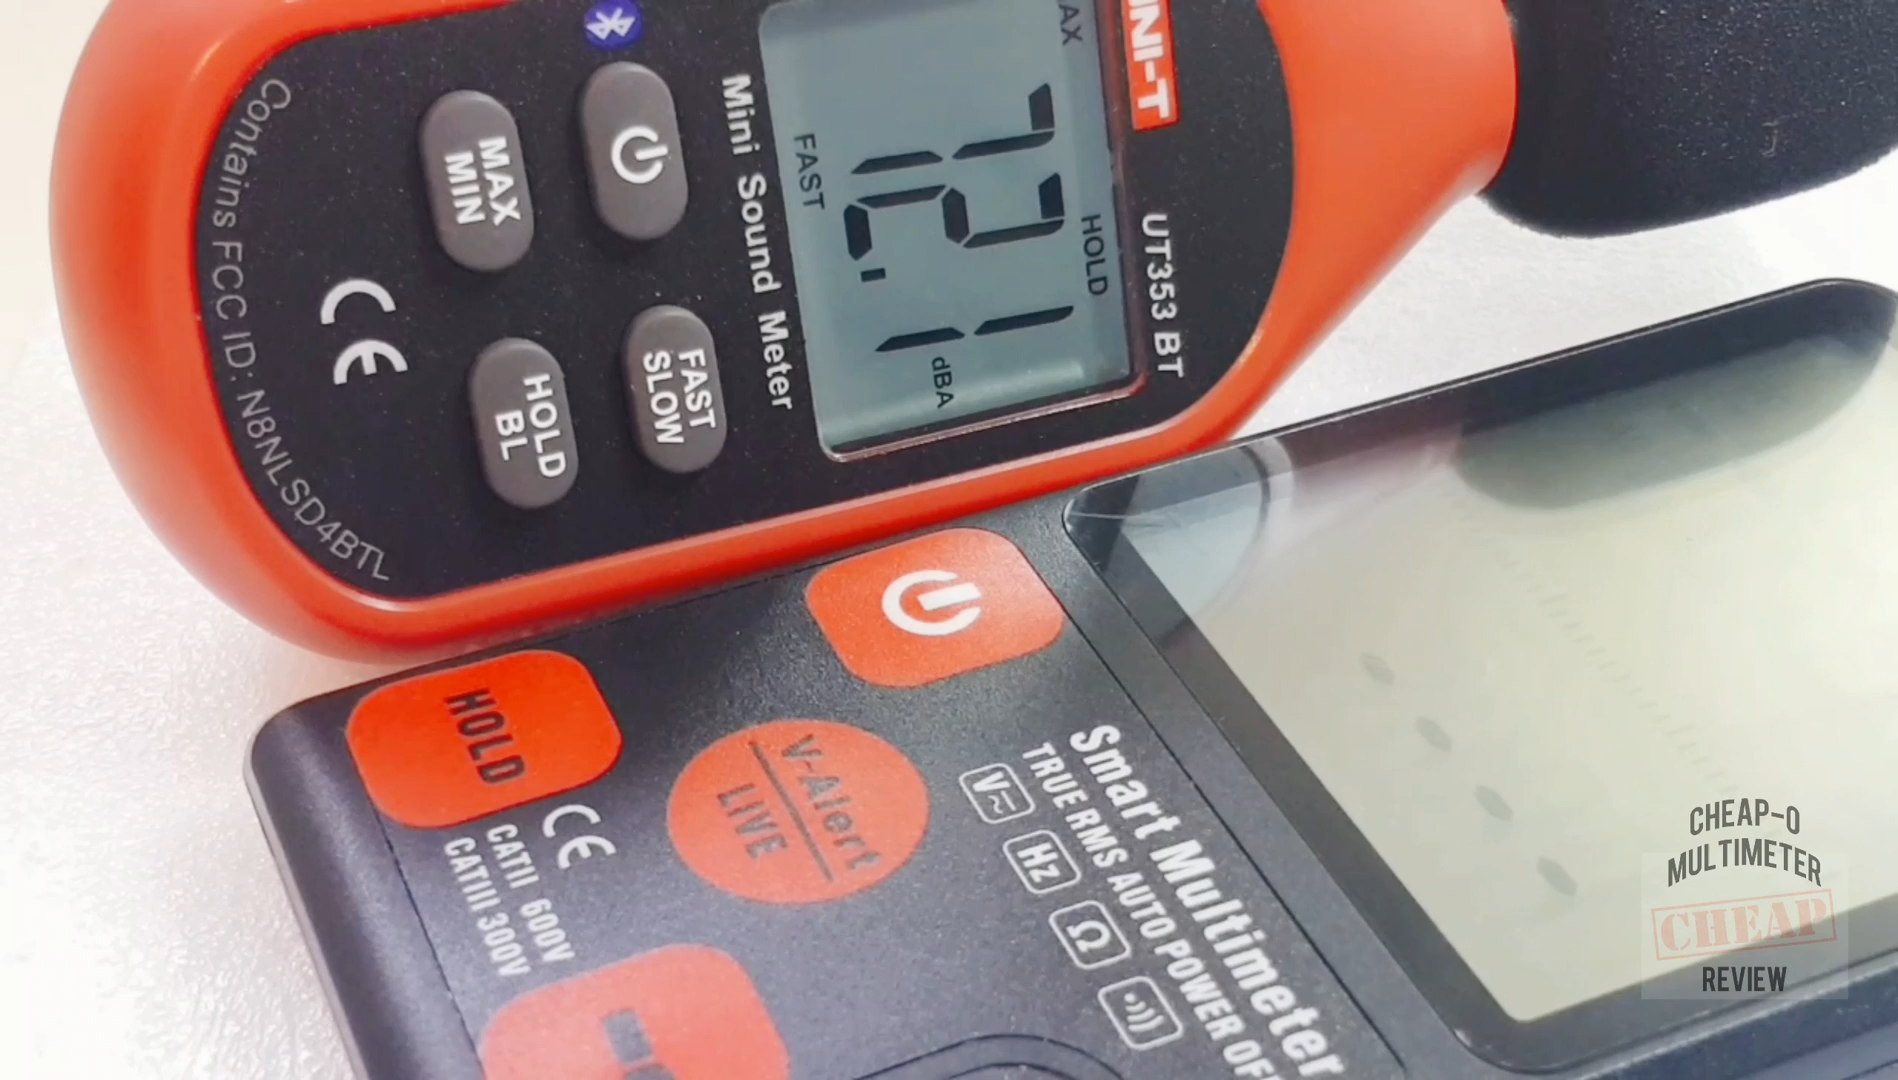 UNI-T
UT353 BT
MAX HOLD
72.1 dBA
FAST
Mini Sound Meter
FAST
SLOW
MAX
MIN
HOLD
BL
CE
Contains FCC ID: N8NLSD4BTL
Smart Multimeter
TRUE RMS AUTO POWER OFF
V Hz Ω
V-Alert
LIVE
HOLD
CE
CATII 600V
CATIII 300V
CHEAP-O
MULTIMETER
CHEAP
REVIEW